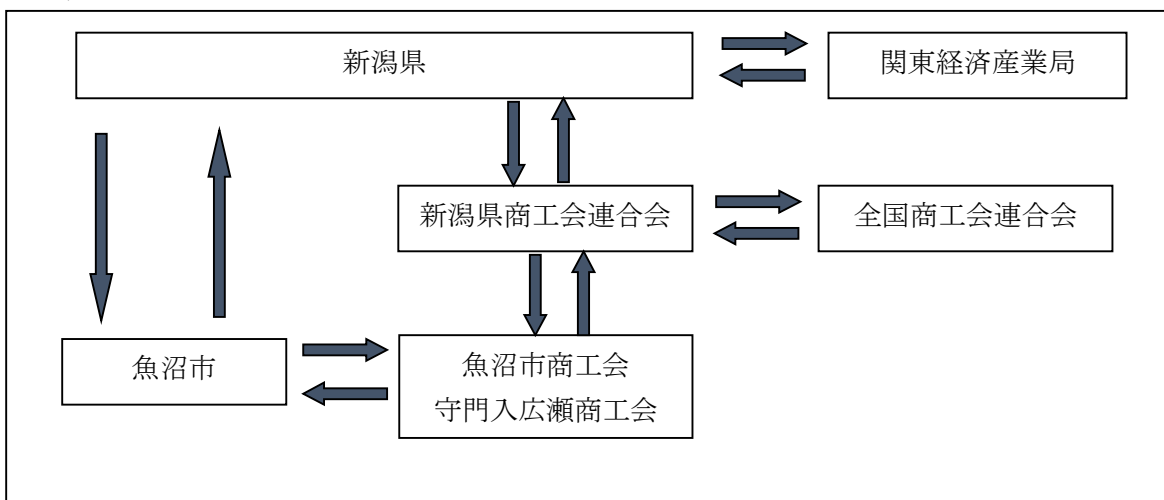 新潟県
関東経済産業局
新潟県商工会連合会
全国商工会連合会
魚沼市
魚沼市商工会
守門入広瀬商工会